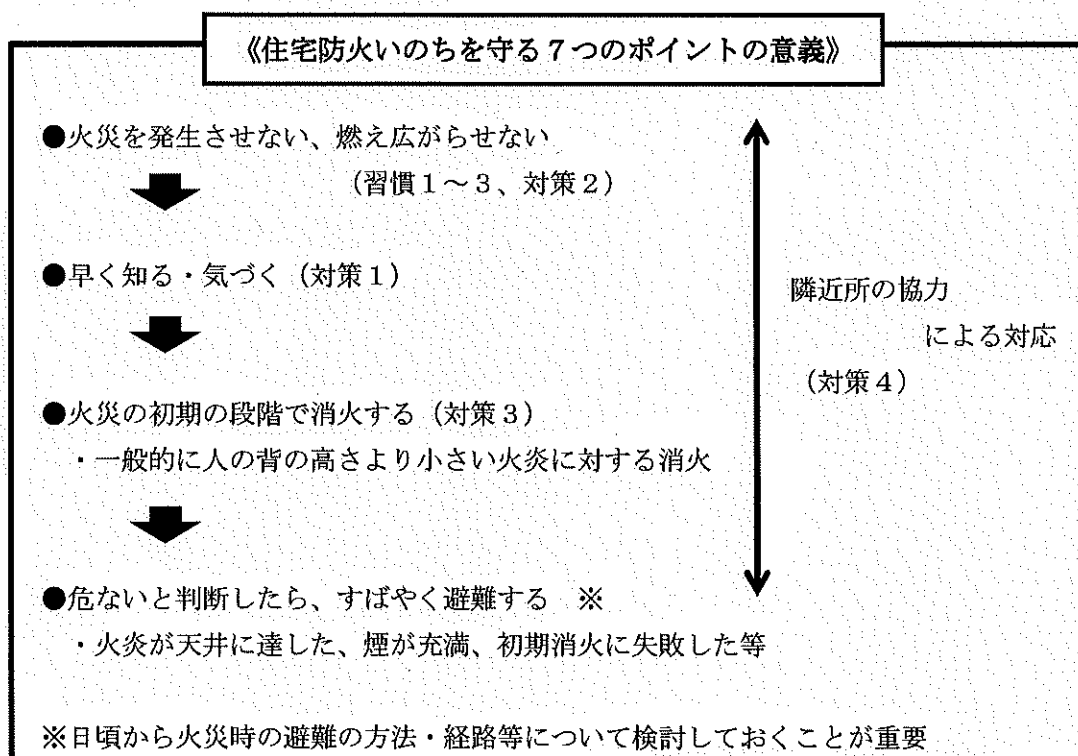 《住宅防火いのちを守る７つのポイントの意義》
●火災を発生させない、燃え広がらせない
（習慣１～３、対策２）
●早く知る・気づく（対策１）
●火災の初期の段階で消火する（対策３）
・一般的に人の背の高さより小さい火炎に対する消火
●危ないと判断したら、すばやく避難する　※
・火炎が天井に達した、煙が充満、初期消火に失敗した等
隣近所の協力
による対応
（対策４）
※日頃から火災時の避難の方法・経路等について検討しておくことが重要